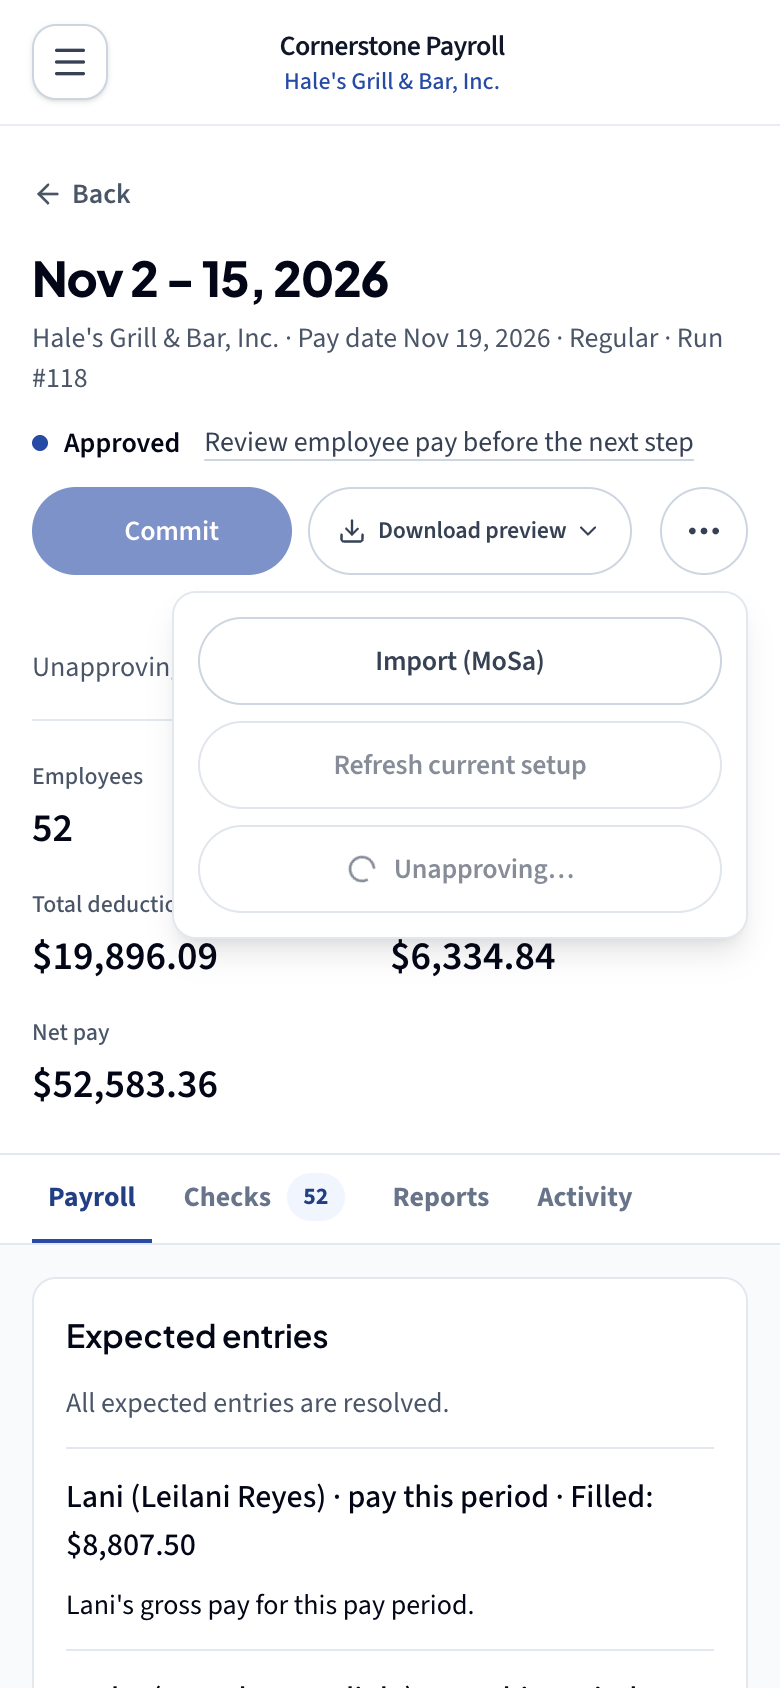 Cornerstone Payroll
Hale's Grill & Bar, Inc.
Back
Nov 2 – 15, 2026
Hale's Grill & Bar, Inc. · Pay date Nov 19, 2026 · Regular · Run
#118
Approved Review employee pay before the next step
Commit Download preview
Import (MoSa)
Refresh current setup
Unapproving...
Employees
52
$19,896.09 $6,334.84
Net pay
$52,583.36
Payroll Checks 52 Reports Activity
Expected entries
All expected entries are resolved.
Lani (Leilani Reyes) · pay this period · Filled:
$8,807.50
Lani's gross pay for this pay period.